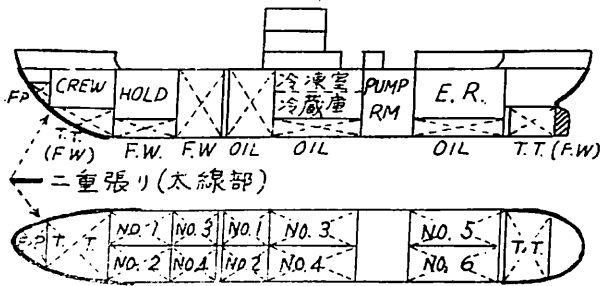 F.P
CREW
HOLD
冷凍室
冷蔵庫
PUMP
RM
E.R.
T.T.
(F.W)
F.W.
F.W
OIL
OIL
OIL
T.T.(F.W)
二重張り(太線部)
F.P
T.T
NO.1
NO.3
NO.1
NO.3
NO.5
T.T.
NO.2
NO.4
NO.2
NO.4
NO.6